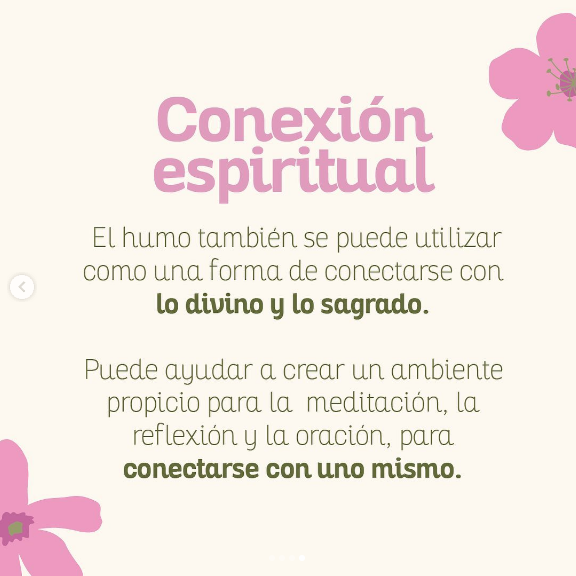 Conexión
espiritual
El humo también se puede utilizar
como una forma de conectarse con
lo divino y lo sagrado.
Puede ayudar a crear un ambiente
propicio para la  meditación, la
reflexión y la oración, para
conectarse con uno mismo.